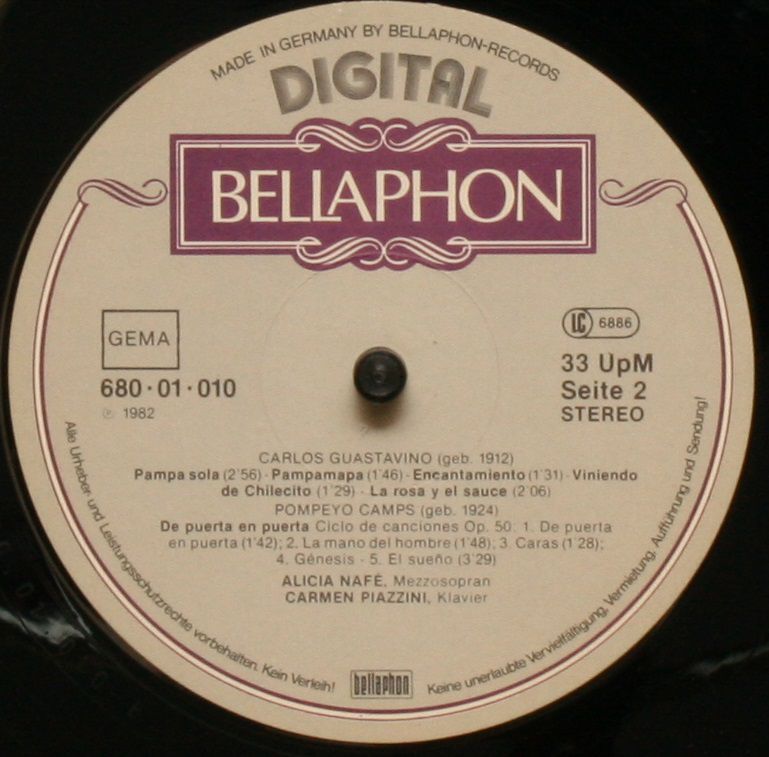 MADE IN GERMANY BY BELLAPHON-RECORDS
DIGITAL
BELLAPHON
GEMA
LC 6886
680·01·010
℗ 1982
33 UpM
Seite 2
STEREO
CARLOS GUASTAVINO (geb. 1912)
Pampa sola (2'56) · Pampamapa (1'46) · Encantamiento (1'31) · Viniendo
de Chilecito (1'29) · La rosa y el sauce (2'06)
POMPEYO CAMPS (geb. 1924)
De puerta en puerta Ciclo de canciones Op. 50: 1. De puerta
en puerta (1'42); 2. La mano del hombre (1'48); 3. Caras (1'28);
4. Génesis · 5. El sueño (3'29)
ALICIA NAFÉ, Mezzosopran
CARMEN PIAZZINI, Klavier
Alle Urheber- und Leistungsschutzrechte vorbehalten. Kein Verleih!
bellaphon
Keine unerlaubte Vervielfältigung, Vermietung, Aufführung und Sendung!